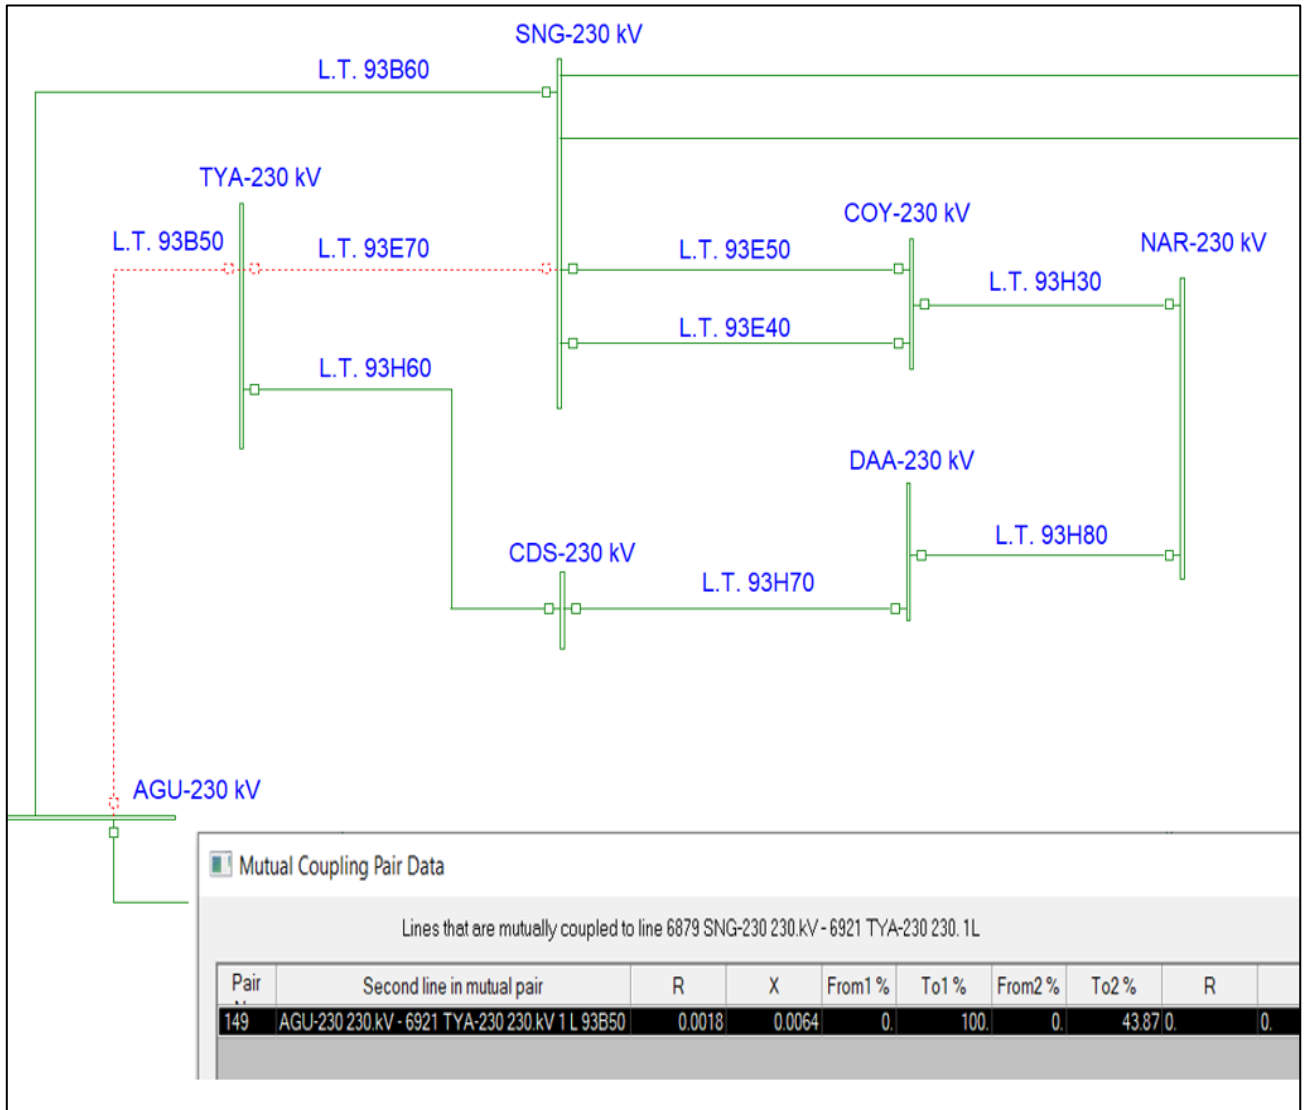 SNG-230 kV
L.T. 93B60
TYA-230 kV
L.T. 93B50
L.T. 93E70
L.T. 93E50
COY-230 kV
NAR-230 kV
L.T. 93H30
L.T. 93E40
L.T. 93H60
DAA-230 kV
L.T. 93H80
CDS-230 kV
L.T. 93H70
AGU-230 kV
Mutual Coupling Pair Data
Lines that are mutually coupled to line 6879 SNG-230 230.kV - 6921 TYA-230 230. 1L
Pair Second line in mutual pair R X From1 % To1 % From2 % To2 % R
149 AGU-230 230.kV - 6921 TYA-230 230.kV 1 L 93B50 0.0018 0.0064 0. 100. 0. 43.87 0. 0.